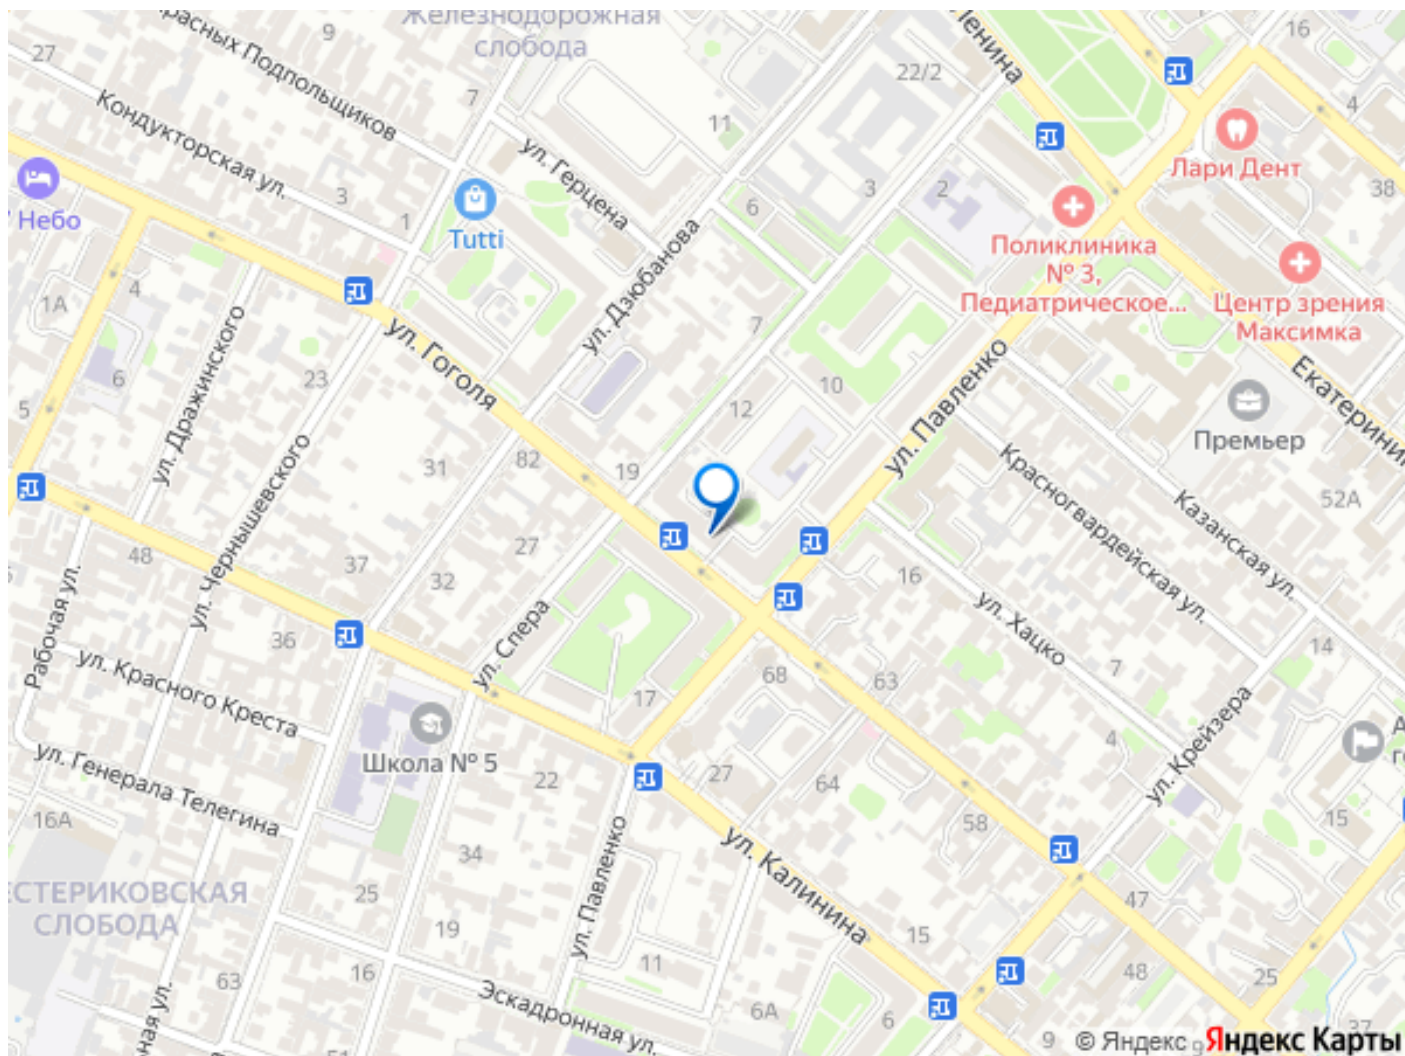 Железнодорожная
слобода
9
16
27
Красных Подпольщиков
Ленина
22/2
7
11
4
Кондукторская ул.
ул. Герцена
Лари Дент
38
3
1
3
2
6
Небо
Tutti
Поликлиника
№ 3,
Педиатрическое...
Центр зрения
Максимка
ул. Дзюбанова
4
1А
ул. Гоголя
7
ул. Дражинского
6
23
5
10
12
ул. Павленко
Екатерининская
Премьер
31
82
19
52А
ул. Чернышевского
Красногвардейская ул.
Казанская ул.
48
37
27
32
16
Рабочая ул.
36
ул. Спера
ул. Хацко
14
7
ул. Красного Креста
17
68
63
ул. Крейзера
Школа № 5
4
ул. Генерала Телегина
22
27
64
16А
58
15
34
ул. Павленко
ул. Калинина
25
СЛОБОДА
47
19
15
63
16
11
48
25
Эскадронная ул.
6А
6
9
37
© Яндекс Яндекс Карты